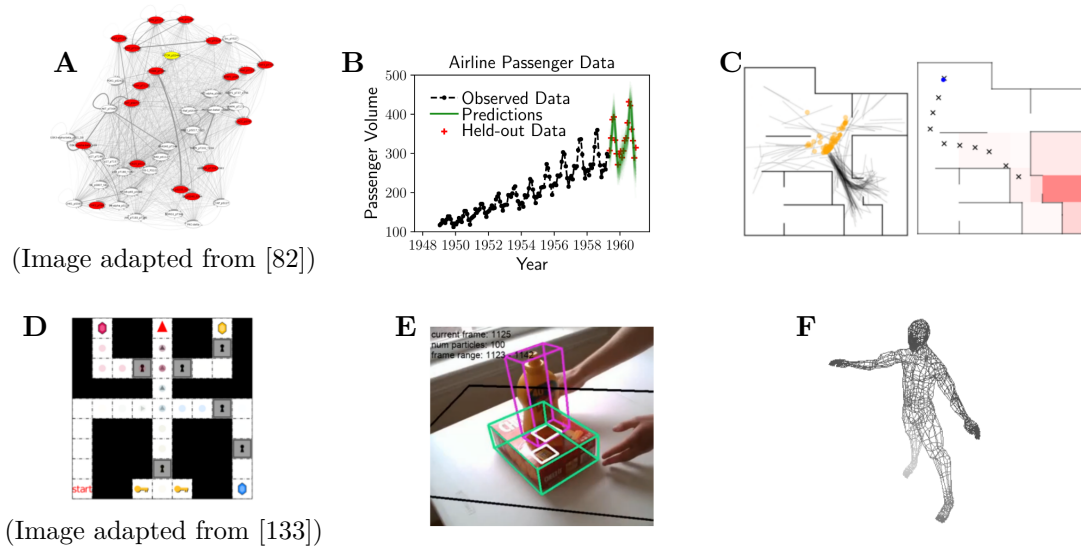 A
(Image adapted from [82])
B
Airline Passenger Data
500
400
300
200
100
Passenger Volume
Observed Data
Predictions
Held-out Data
1948 1950 1952 1954 1956 1958 1960
Year
C
D
start
(Image adapted from [133])
E
current frame: 1125
num particles: 100
frame range: 1123 - 1142
F